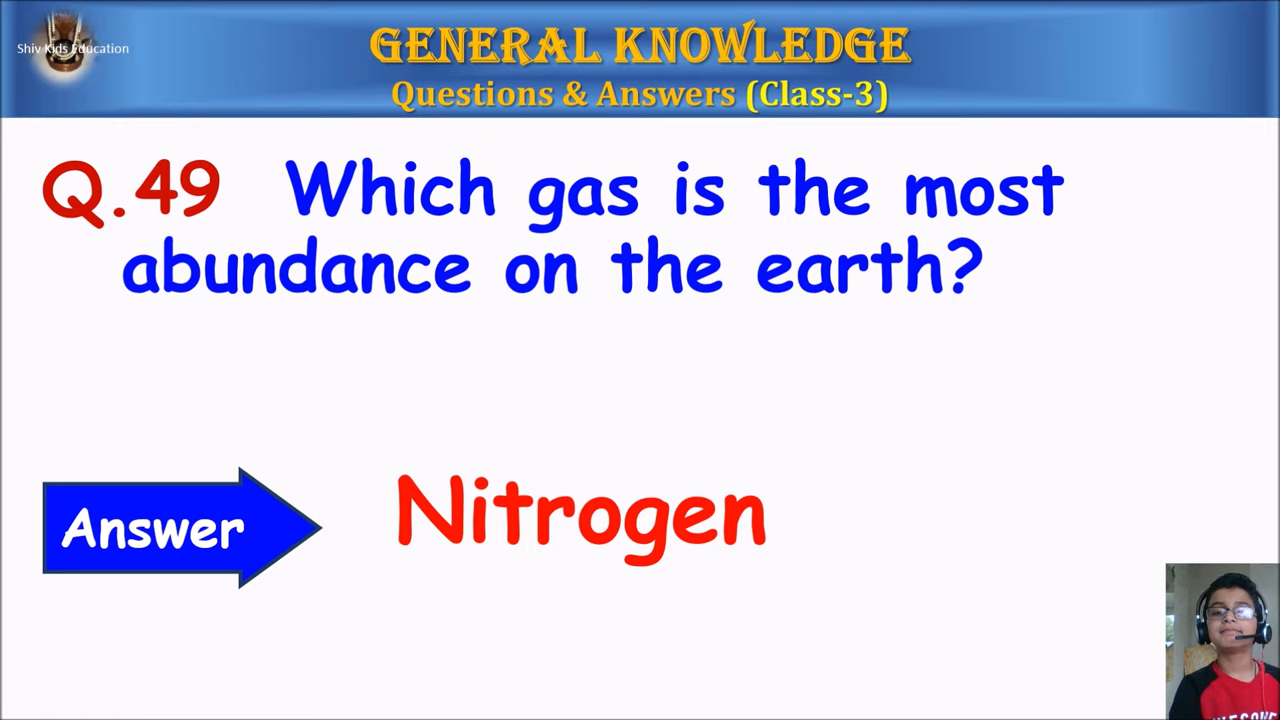 Shiv Kids Education
GENERAL KNOWLEDGE
Questions & Answers (Class-3)
Q.49 Which gas is the most
abundance on the earth?
Answer
Nitrogen